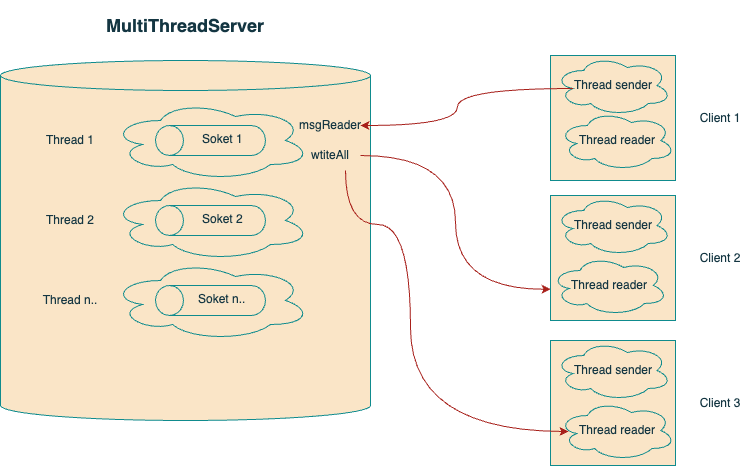 MultiThreadServer
Thread 1
Soket 1
msgReader
wtiteAll
Thread 2
Soket 2
Thread n..
Soket n..
Thread sender
Thread reader
Client 1
Thread sender
Thread reader
Client 2
Thread sender
Thread reader
Client 3